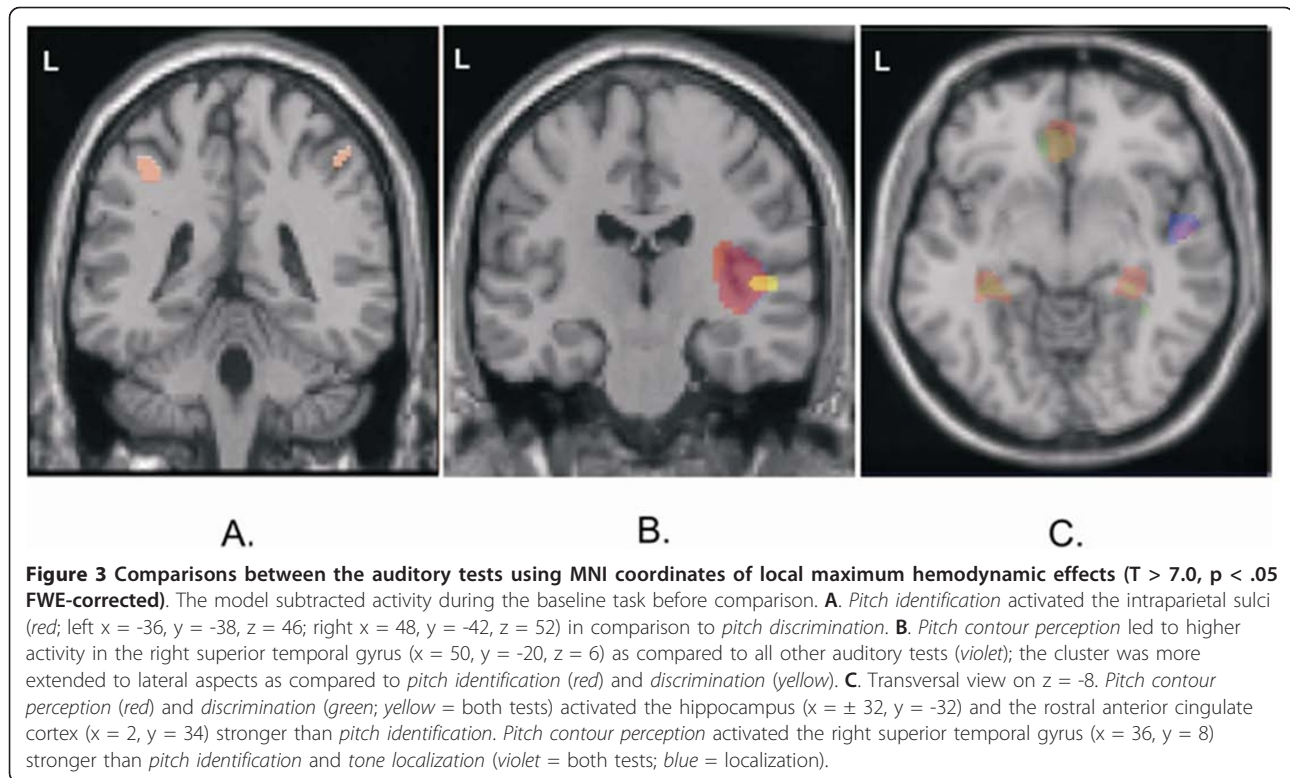 L
L
L
A.
B.
C.
Figure 3 Comparisons between the auditory tests using MNI coordinates of local maximum hemodynamic effects (T > 7.0, p < .05
FWE-corrected). The model subtracted activity during the baseline task before comparison. A. Pitch identification activated the intraparietal sulci
(red; left x = -36, y = -38, z = 46; right x = 48, y = -42, z = 52) in comparison to pitch discrimination. B. Pitch contour perception led to higher
activity in the right superior temporal gyrus (x = 50, y = -20, z = 6) as compared to all other auditory tests (violet); the cluster was more
extended to lateral aspects as compared to pitch identification (red) and discrimination (yellow). C. Transversal view on z = -8. Pitch contour
perception (red) and discrimination (green; yellow = both tests) activated the hippocampus (x = ± 32, y = -32) and the rostral anterior cingulate
cortex (x = 2, y = 34) stronger than pitch identification. Pitch contour perception activated the right superior temporal gyrus (x = 36, y = 8)
stronger than pitch identification and tone localization (violet = both tests; blue = localization).